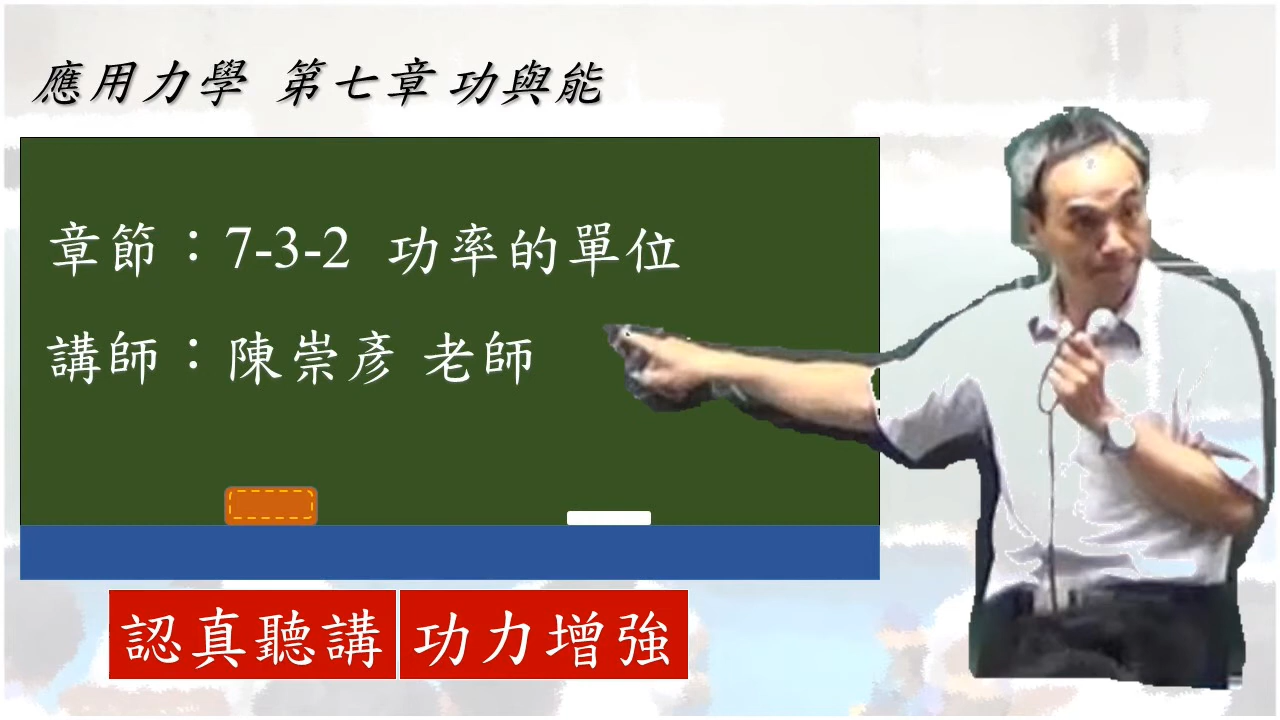 應用力學 第七章 功與能
章節：7-3-2 功率的單位
講師：陳崇彥 老師
認真聽講 功力增強